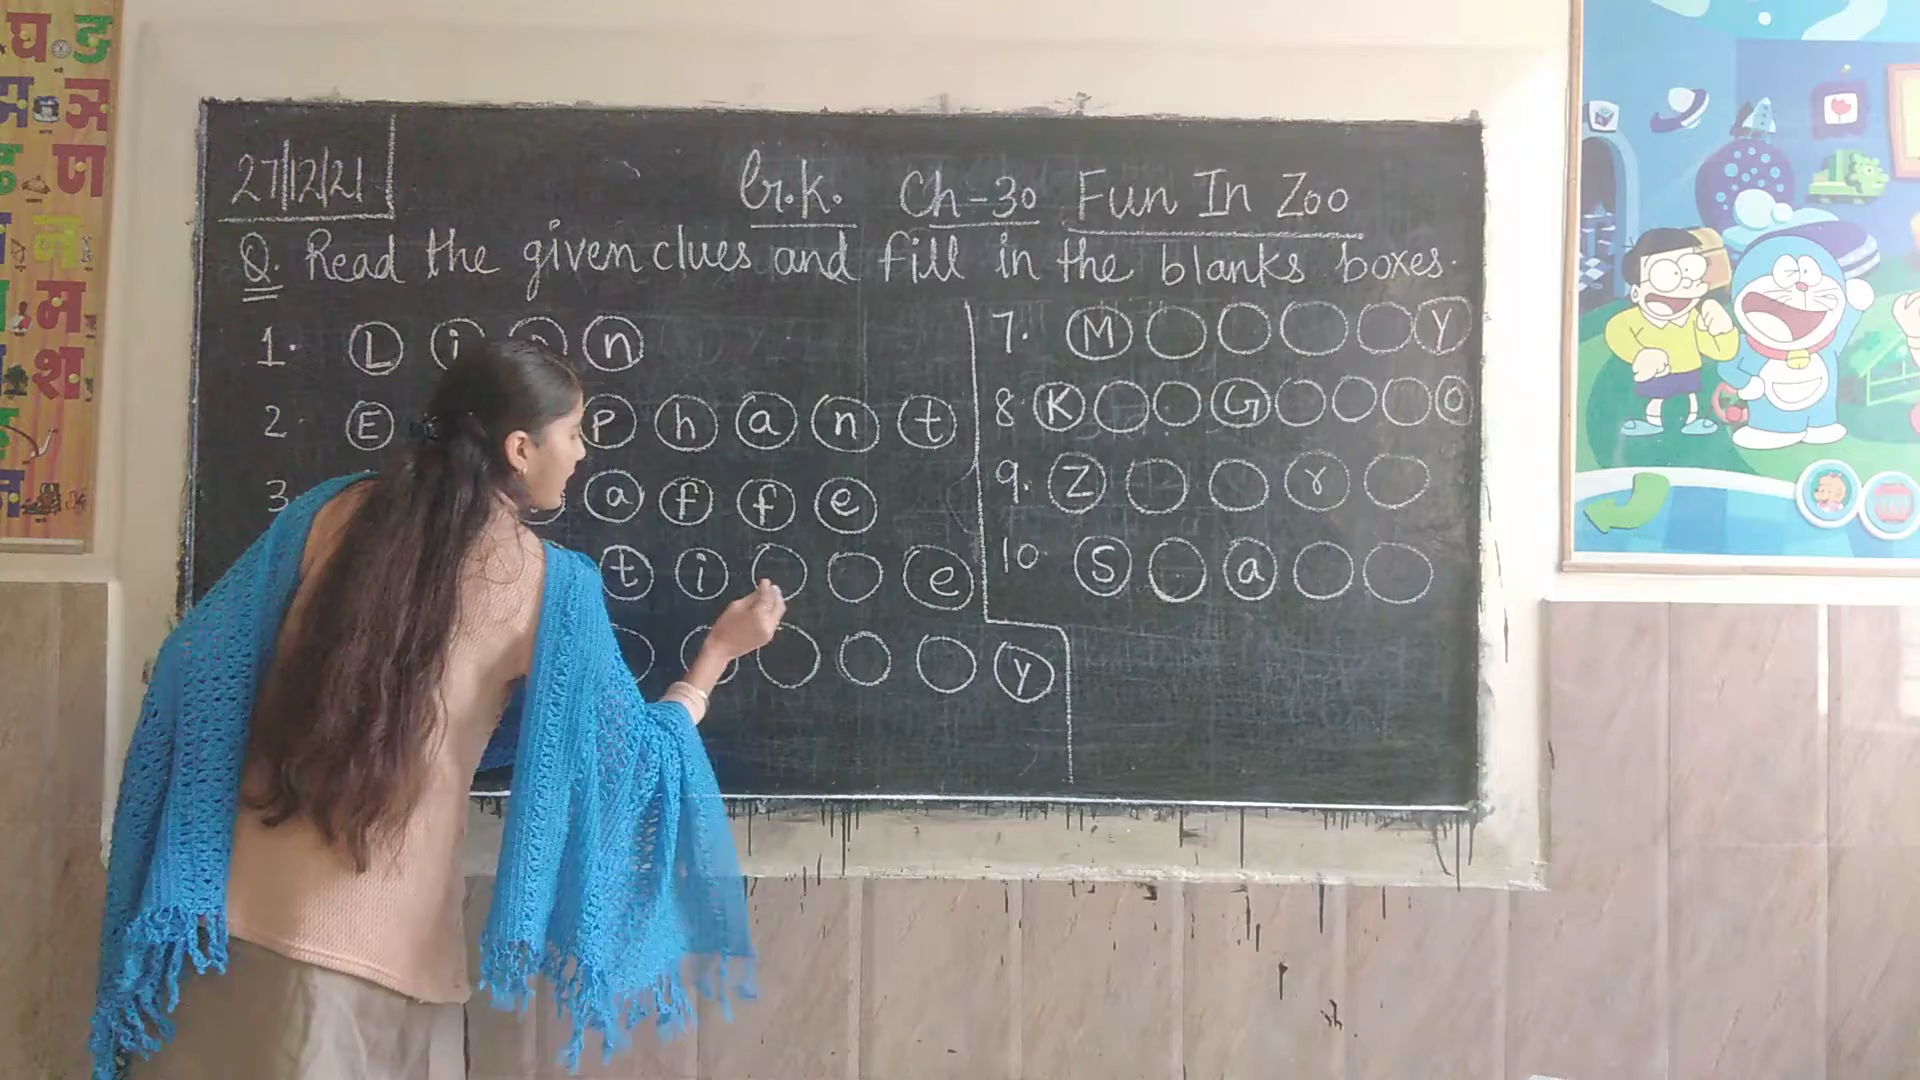 27/12/21
G.K. Ch-30 Fun In Zoo
Q. Read the given clues and fill in the blanks boxes.
1. L i o n
2. E p h a n t
3. a f f e
t i e
y
7. M y
8 K G O
9. Z r
10 S a
घ ङ
ञ
ण
न
म
श